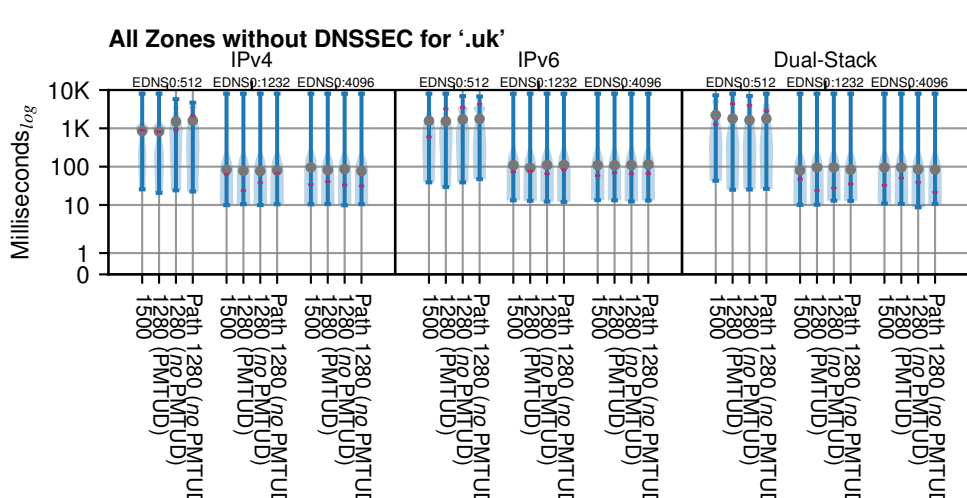 All Zones without DNSSEC for ‘.uk’
IPv4 IPv6 Dual-Stack
EDNS0:512 EDNS0:1232 EDNS0:4096 EDNS0:512 EDNS0:1232 EDNS0:4096 EDNS0:512 EDNS0:1232 EDNS0:4096
Milliseconds log
10K
1K
100
10
1
0
1500
1280 (PMTUD)
1280 (no PMTUD)
Path 1280 (no PMTUD
1500
1280 (PMTUD)
1280 (no PMTUD)
Path 1280 (no PMTUD
1500
1280 (PMTUD)
1280 (no PMTUD)
Path 1280 (no PMTUD
1500
1280 (PMTUD)
1280 (no PMTUD)
Path 1280 (no PMTUD
1500
1280 (PMTUD)
1280 (no PMTUD)
Path 1280 (no PMTUD
1500
1280 (PMTUD)
1280 (no PMTUD)
Path 1280 (no PMTUD
1500
1280 (PMTUD)
1280 (no PMTUD)
Path 1280 (no PMTUD
1500
1280 (PMTUD)
1280 (no PMTUD)
Path 1280 (no PMTUD
1500
1280 (PMTUD)
1280 (no PMTUD)
Path 1280 (no PMTUD